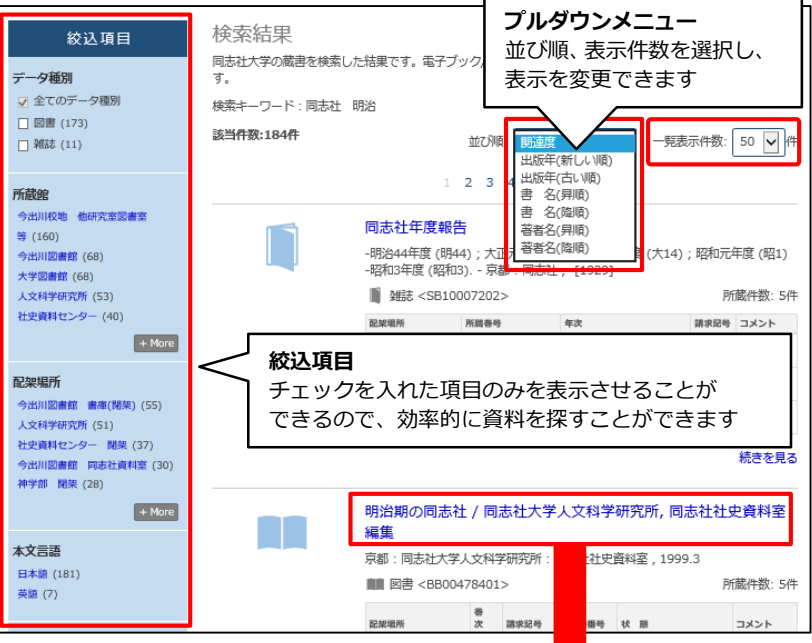 絞込項目
データ種別
全てのデータ種別
図書 (173)
雑誌 (11)
所蔵館
今出川校地 他研究室図書室
等 (160)
今出川図書館 (68)
大学図書館 (68)
人文科学研究所 (53)
社史資料センター (40)
+ More
配架場所
今出川図書館 書庫(閉架) (55)
人文科学研究所 (51)
社史資料センター 閉架 (37)
今出川図書館 同志社資料室 (30)
神学部 閉架 (28)
+ More
本文言語
日本語 (181)
英語 (7)
検索結果
同志社大学の蔵書を検索した結果です。電子ブック/
す。
検索キーワード : 同志社 明治
該当件数:184件
プルダウンメニュー
並び順、表示件数を選択し、
表示を変更できます
並び順
関連度
出版年(新しい順)
出版年(古い順)
書 名(昇順)
書 名(降順)
著者名(昇順)
著者名(降順)
一覧表示件数: 50 件
1 2 3 4
同志社年度報告
-明治44年度 (明44) ; 大正元 (大14) ; 昭和元年度 (昭1)
-昭和3年度 (昭和3). - 京都 : 同志社 , [1929]
雑誌 <SB10007202> 所蔵件数: 5件
配架場所 所蔵巻号 年次 請求記号 コメント
絞込項目
チェックを入れた項目のみを表示させることが
できるので、効率的に資料を探すことができます
続きを見る
明治期の同志社 / 同志社大学人文科学研究所, 同志社社史資料室
編集
京都 : 同志社大学人文科学研究所 : 社史資料室 , 1999.3
図書 <BB00478401> 所蔵件数: 5件
配架場所 巻次 請求記号 番号 状 態 コメント